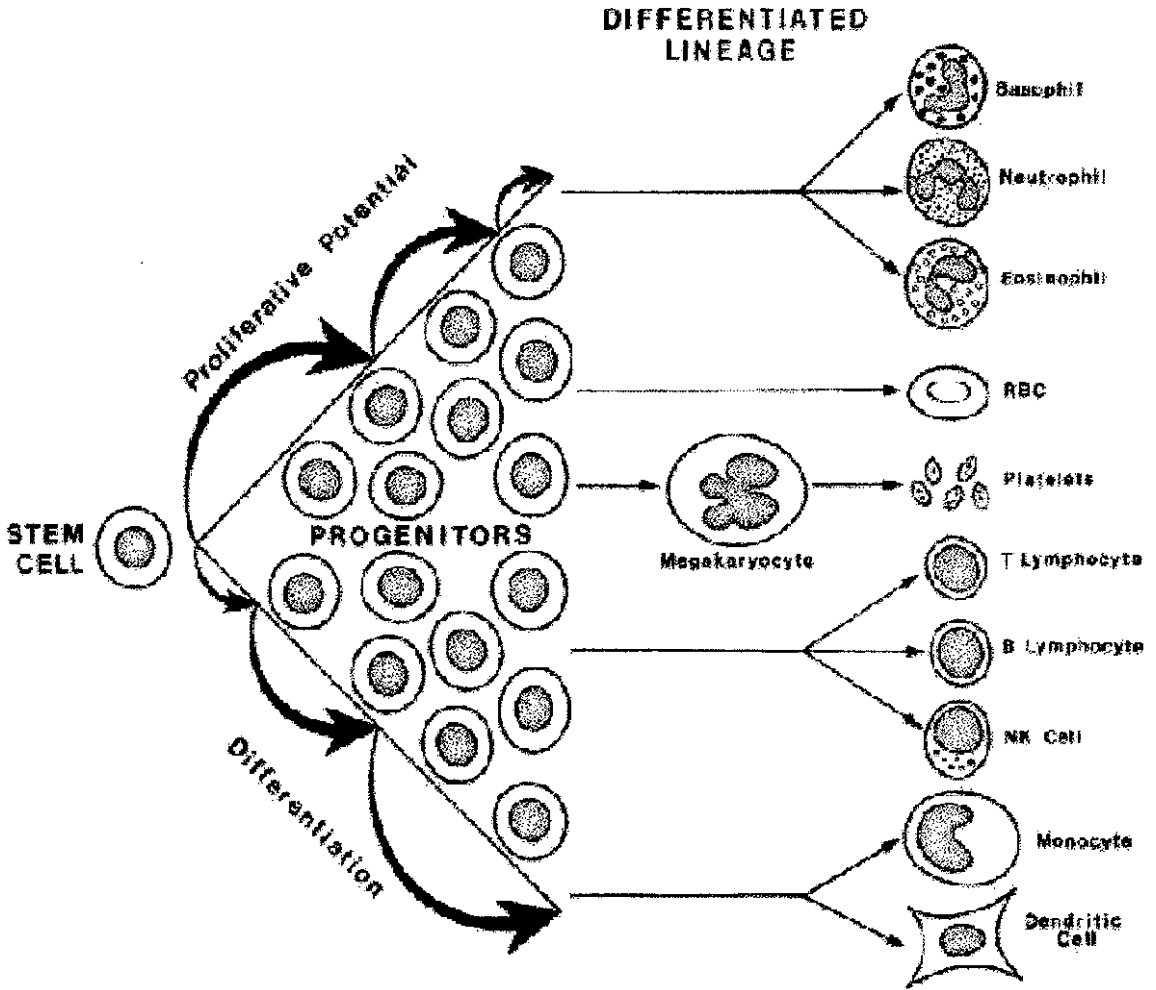 DIFFERENTIATED
LINEAGE
Basophil
Neutrophil
Eosinophil
RBC
Platelets
Megakaryocyte
T Lymphocyte
B Lymphocyte
NK Cell
Monocyte
Dendritic
Cell
Proliferative Potential
STEM
CELL
PROGENITORS
Differentiation